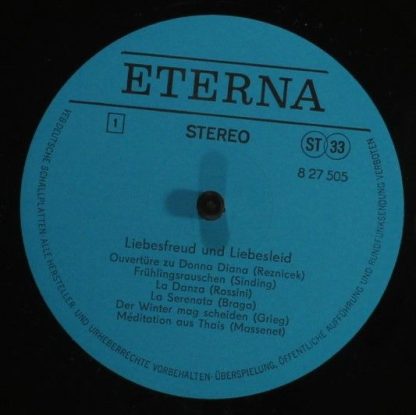 ETERNA
1
STEREO
ST 33
8 27 505
Liebesfreud und Liebesleid
Ouvertüre zu Donna Diana (Reznicek)
Frühlingsrauschen (Sinding)
La Danza (Rossini)
La Serenata (Braga)
Der Winter mag scheiden (Grieg)
Méditation aus Thais (Massenet)
VEB DEUTSCHE SCHALLPLATTEN · ALLE HERSTELLER- UND URHEBERRECHTE VORBEHALTEN · ÜBERSPIELUNG, ÖFFENTLICHE AUFFÜHRUNG UND RUNDFUNKSENDUNG VERBOTEN